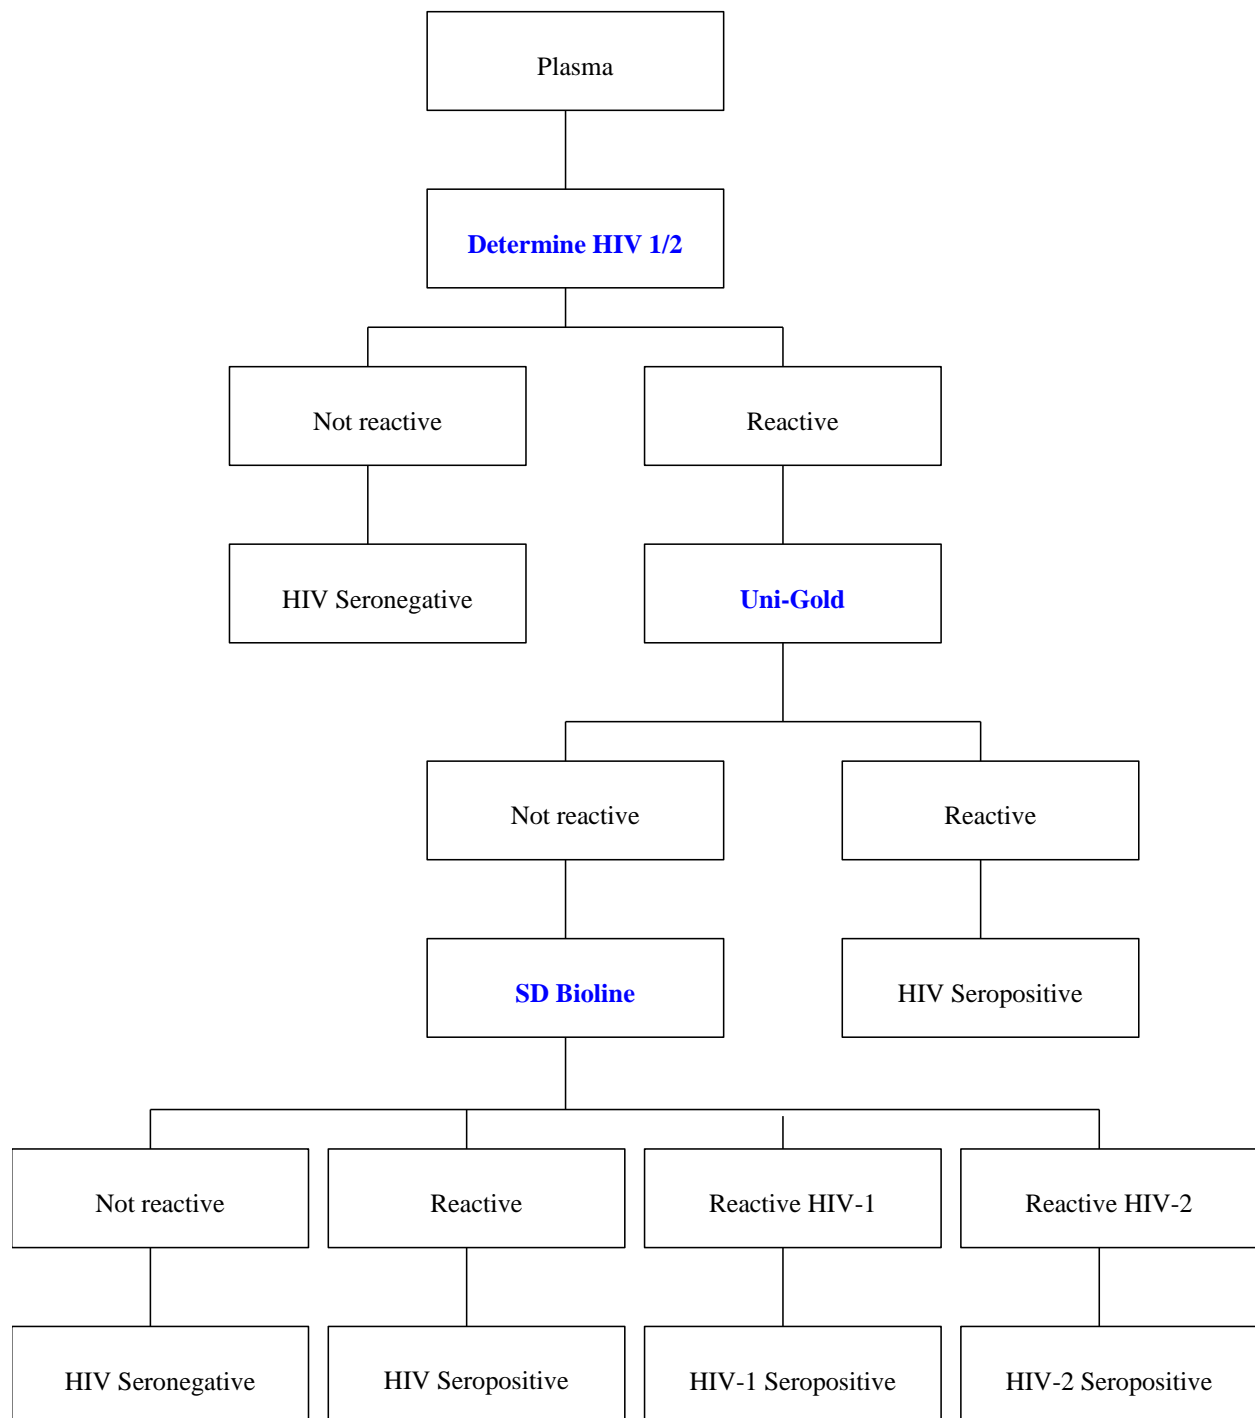 Plasma
Determine HIV 1/2
Not reactive
Reactive
HIV Seronegative
Uni-Gold
Not reactive
Reactive
SD Bioline
HIV Seropositive
Not reactive
Reactive
Reactive HIV-1
Reactive HIV-2
HIV Seronegative
HIV Seropositive
HIV-1 Seropositive
HIV-2 Seropositive